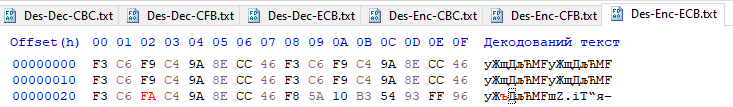 Des-Dec-CBC.txt Des-Dec-CFB.txt Des-Dec-ECB.txt Des-Enc-CBC.txt Des-Enc-CFB.txt Des-Enc-ECB.txt
Offset(h) 00 01 02 03 04 05 06 07 08 09 0A 0B 0C 0D 0E 0F Декодований текст
00000000 F3 C6 F9 C4 9A 8E CC 46 F3 C6 F9 C4 9A 8E CC 46 уЖщДљЋМFуЖщДљЋМF
00000010 F3 C6 F9 C4 9A 8E CC 46 F3 C6 F9 C4 9A 8E CC 46 уЖщДљЋМFуЖщДљЋМF
00000020 F3 C6 FA C4 9A 8E CC 46 F8 5A 10 B3 54 93 FF 96 уЖъДљЋМFшZ.іT“я–